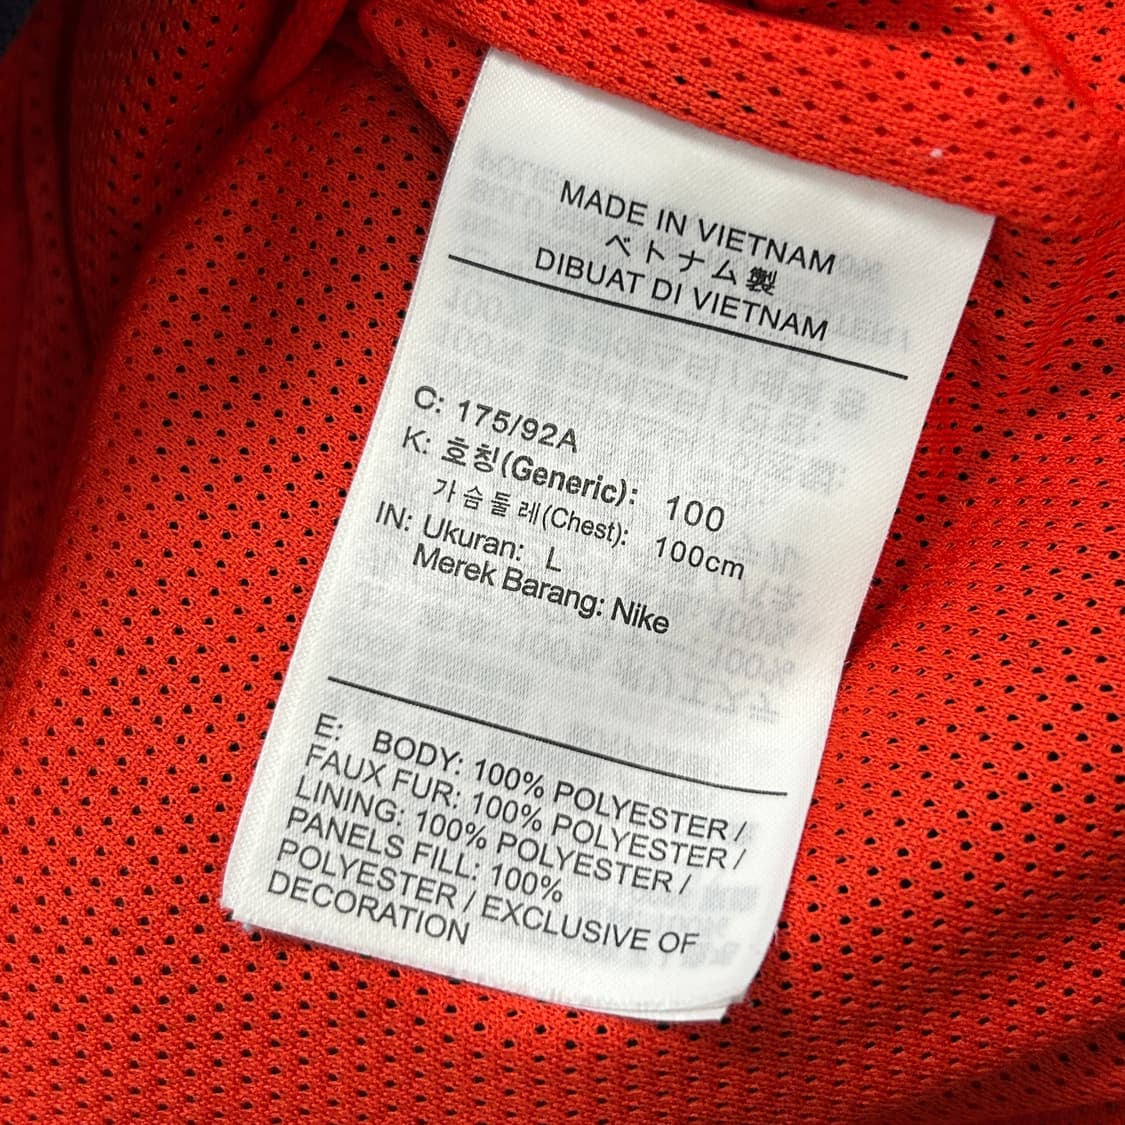 MADE IN VIETNAM
ベトナム製
DIBUAT DI VIETNAM
C: 175/92A
K: 호칭(Generic): 100
가슴둘레(Chest): 100cm
IN: Ukuran: L
Merek Barang: Nike
E: BODY: 100% POLYESTER /
FAUX FUR: 100% POLYESTER /
LINING: 100% POLYESTER /
PANELS FILL: 100%
POLYESTER / EXCLUSIVE OF
DECORATION